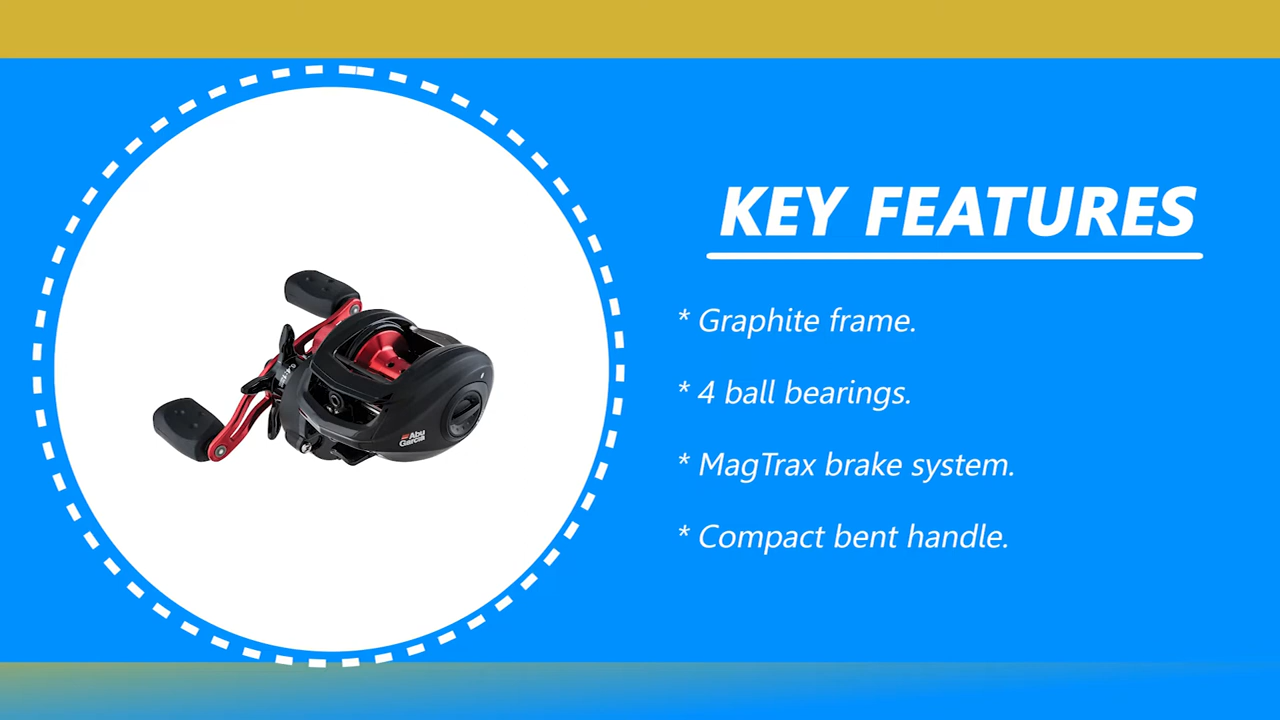 KEY FEATURES
* Graphite frame.
* 4 ball bearings.
* MagTrax brake system.
* Compact bent handle.
Abu
Garcia